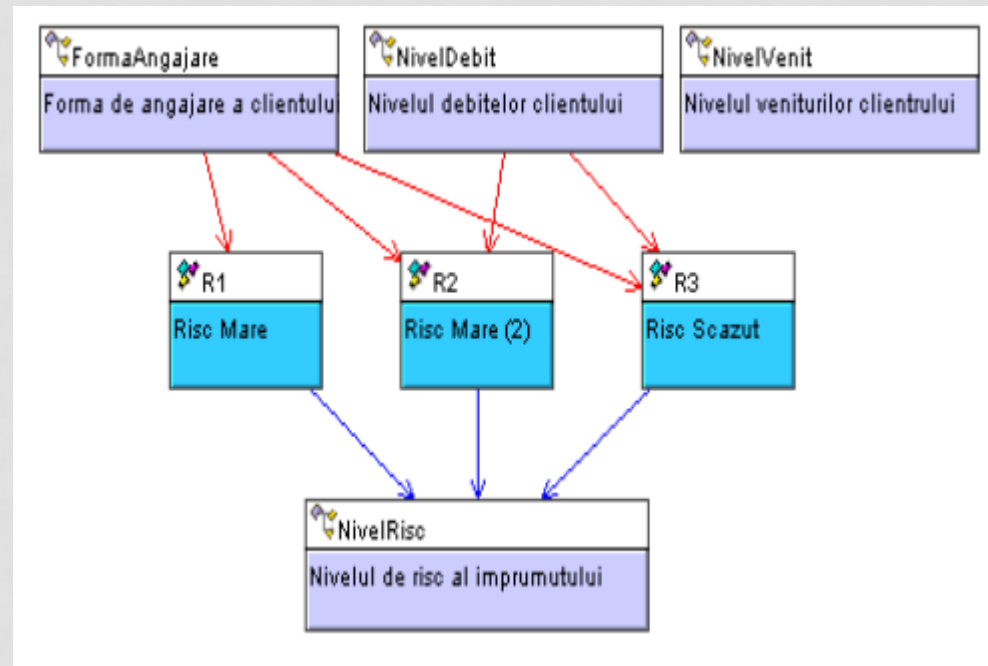 FormaAngajare
Forma de angajare a clientului
NivelDebit
Nivelul debitelor clientului
NivelVenit
Nivelul veniturilor clientrului
R1
Risc Mare
R2
Risc Mare (2)
R3
Risc Scazut
NivelRisc
Nivelul de risc al imprumutului